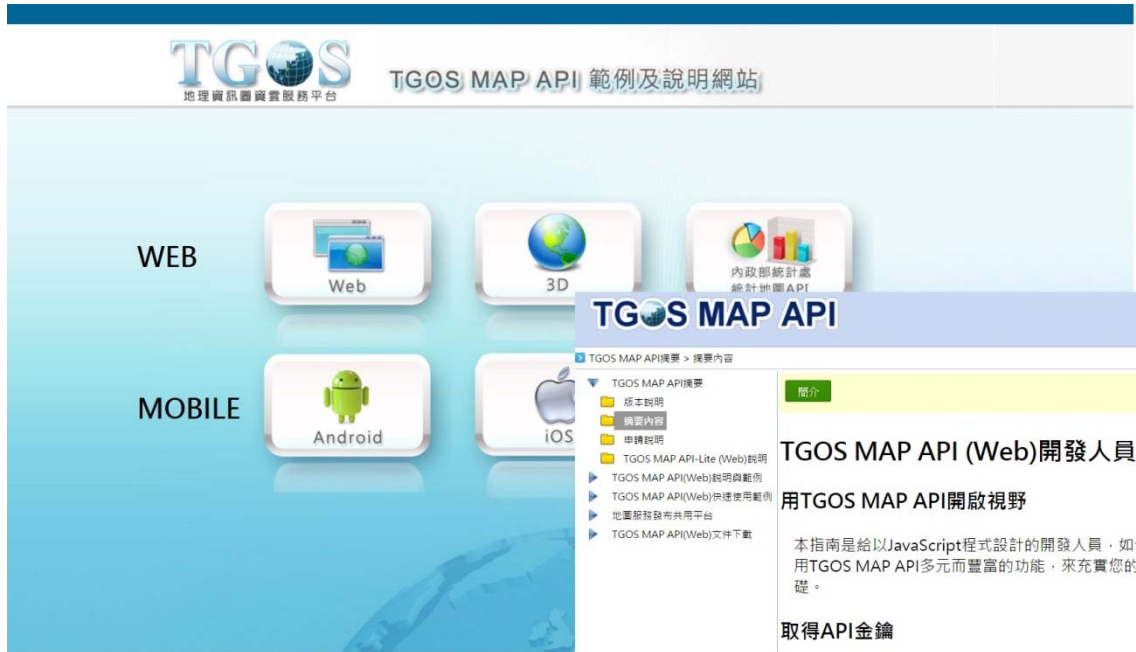 TGOS
地理資訊圖資雲服務平台
TGOS MAP API 範例及說明網站
WEB
Web
3D
內政部統計處
統計地圖API
MOBILE
Android
iOS
TGOS MAP API
TGOS MAP API摘要 > 摘要內容
TGOS MAP API摘要
版本說明
摘要內容
申請說明
TGOS MAP API-Lite (Web)說明
TGOS MAP API(Web)說明與範例
TGOS MAP API(Web)快速使用範例
地圖服務發布共用平台
TGOS MAP API(Web)文件下載
簡介
TGOS MAP API (Web)開發人員
用TGOS MAP API開啟視野
本指南是給以JavaScript程式設計的開發人員，如
用TGOS MAP API多元而豐富的功能，來充實您的
礎。
取得API金鑰